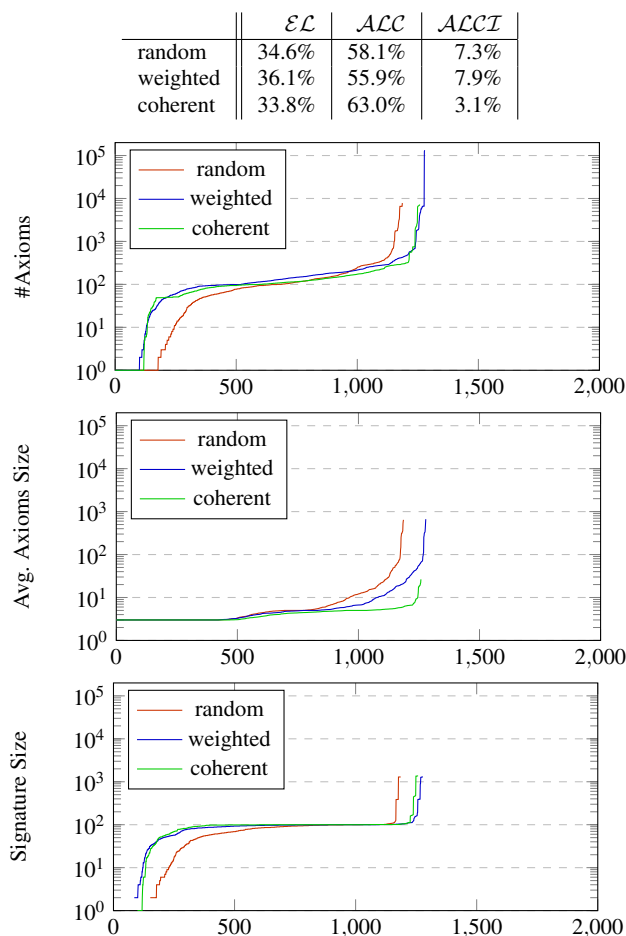 ℰℒ 𝒜ℒ𝒞 𝒜ℒ𝒞ℐ
random 34.6% 58.1% 7.3%
weighted 36.1% 55.9% 7.9%
coherent 33.8% 63.0% 3.1%
#Axioms
10^5
10^4
10^3
10^2
10^1
10^0
random
weighted
coherent
0 500 1,000 1,500 2,000
Avg. Axioms Size
10^5
10^4
10^3
10^2
10^1
10^0
random
weighted
coherent
0 500 1,000 1,500 2,000
Signature Size
10^5
10^4
10^3
10^2
10^1
10^0
random
weighted
coherent
0 500 1,000 1,500 2,000